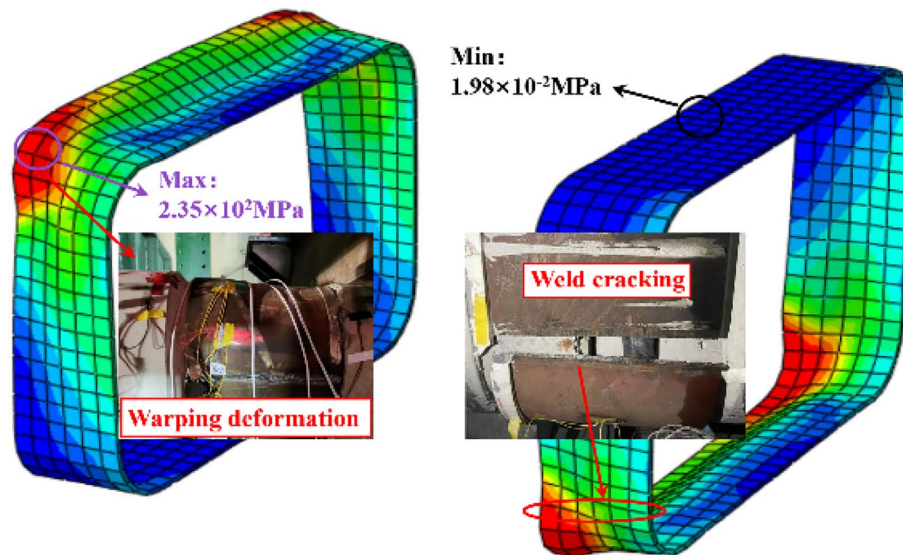 Min:
1.98×10⁻²MPa
Max:
2.35×10²MPa
Weld cracking
Warping deformation